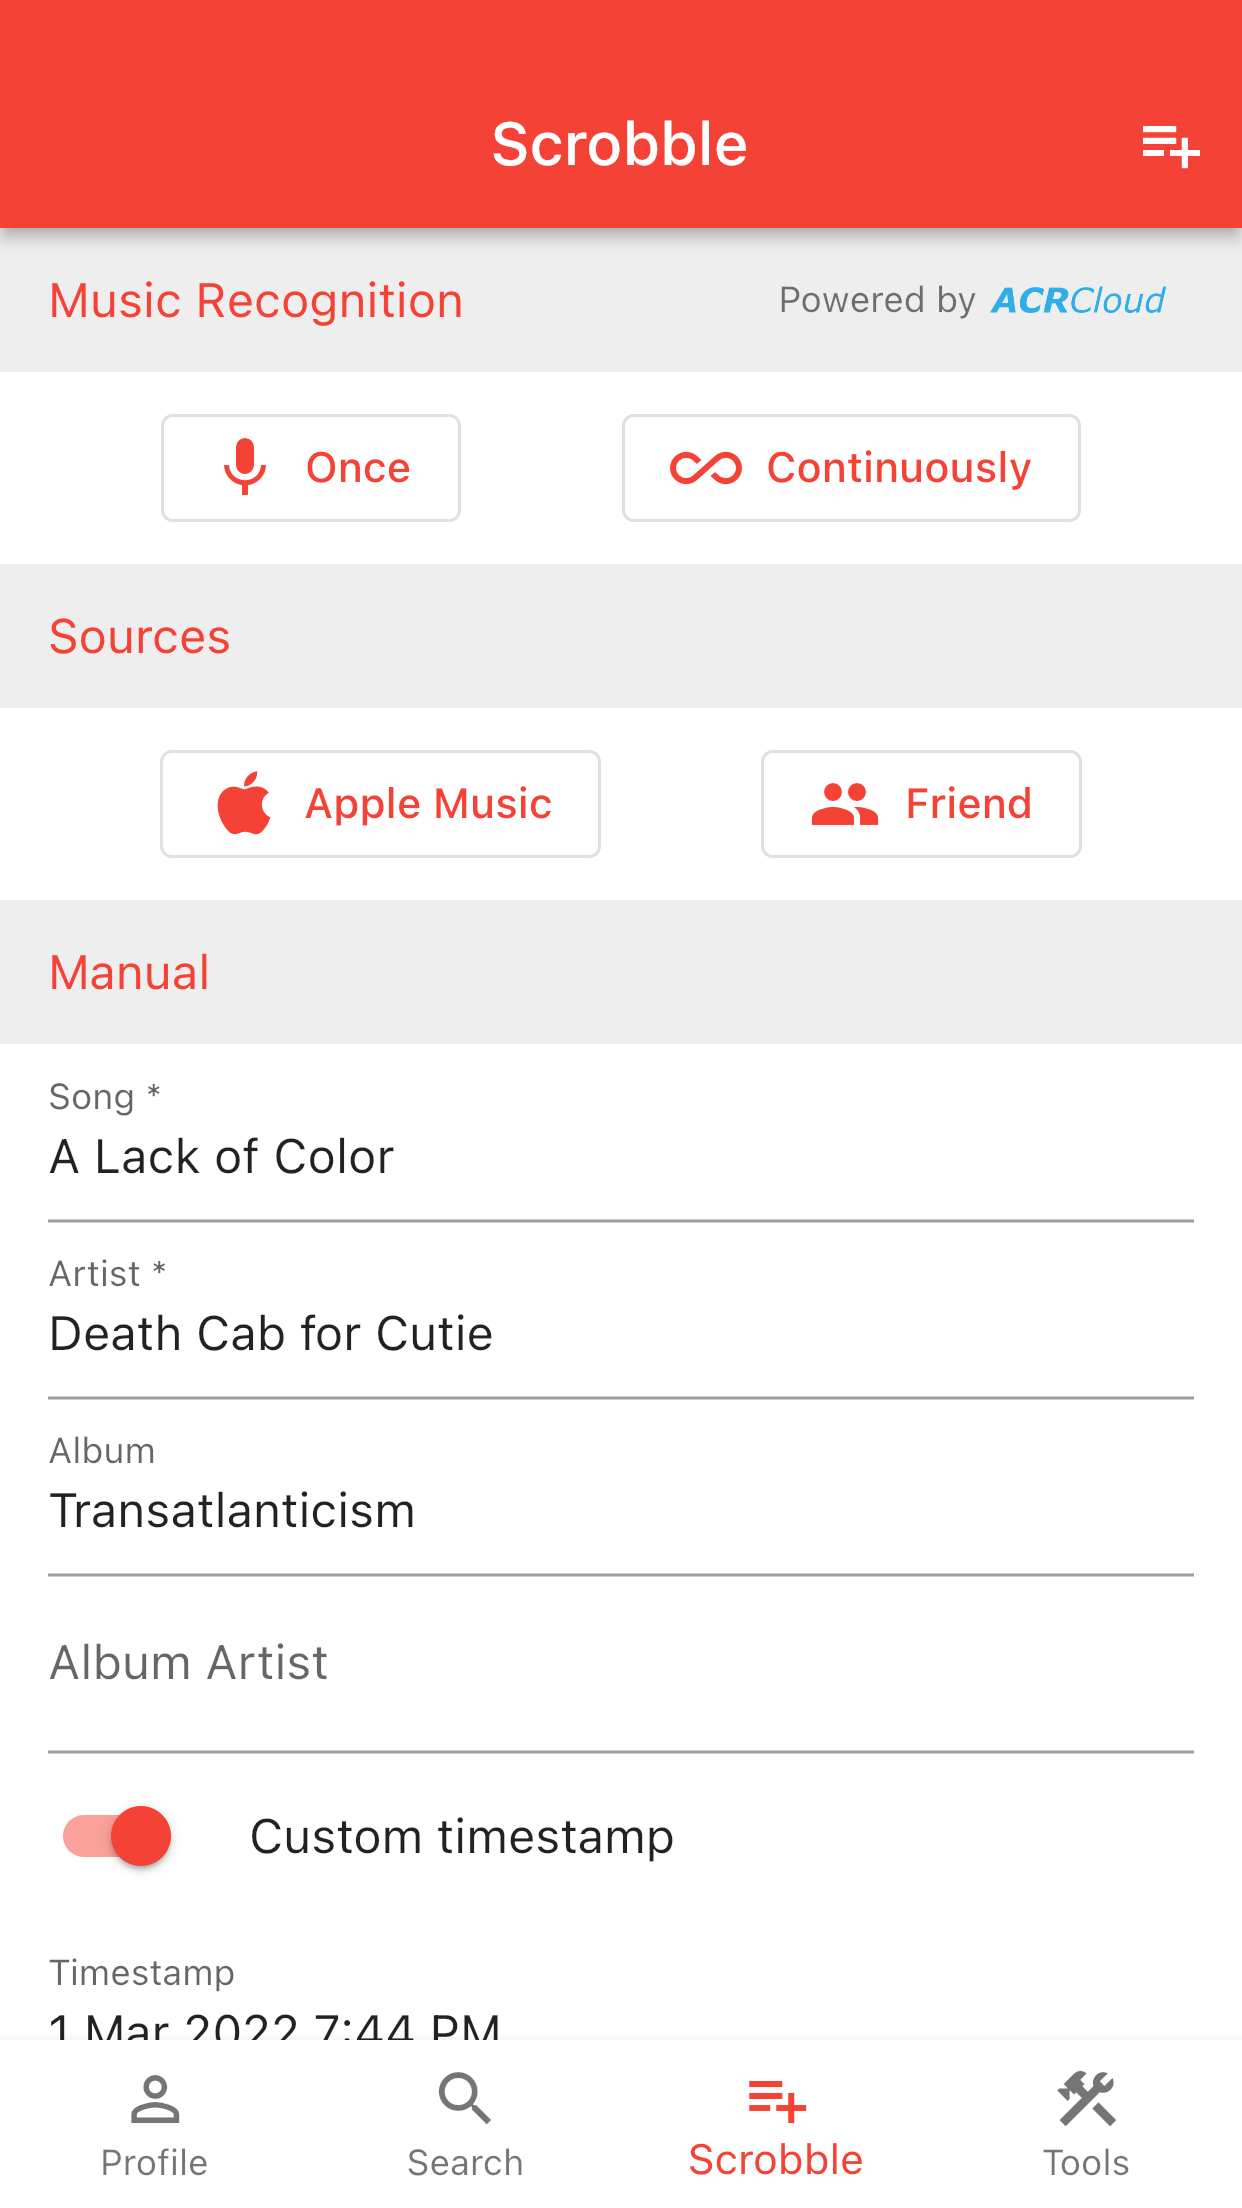 Scrobble
Music Recognition
Powered by ACRCloud
Once
Continuously
Sources
Apple Music
Friend
Manual
Song *
A Lack of Color
Artist *
Death Cab for Cutie
Album
Transatlanticism
Album Artist
Custom timestamp
Timestamp
1 Mar 2022 7:44 PM
Profile
Search
Scrobble
Tools